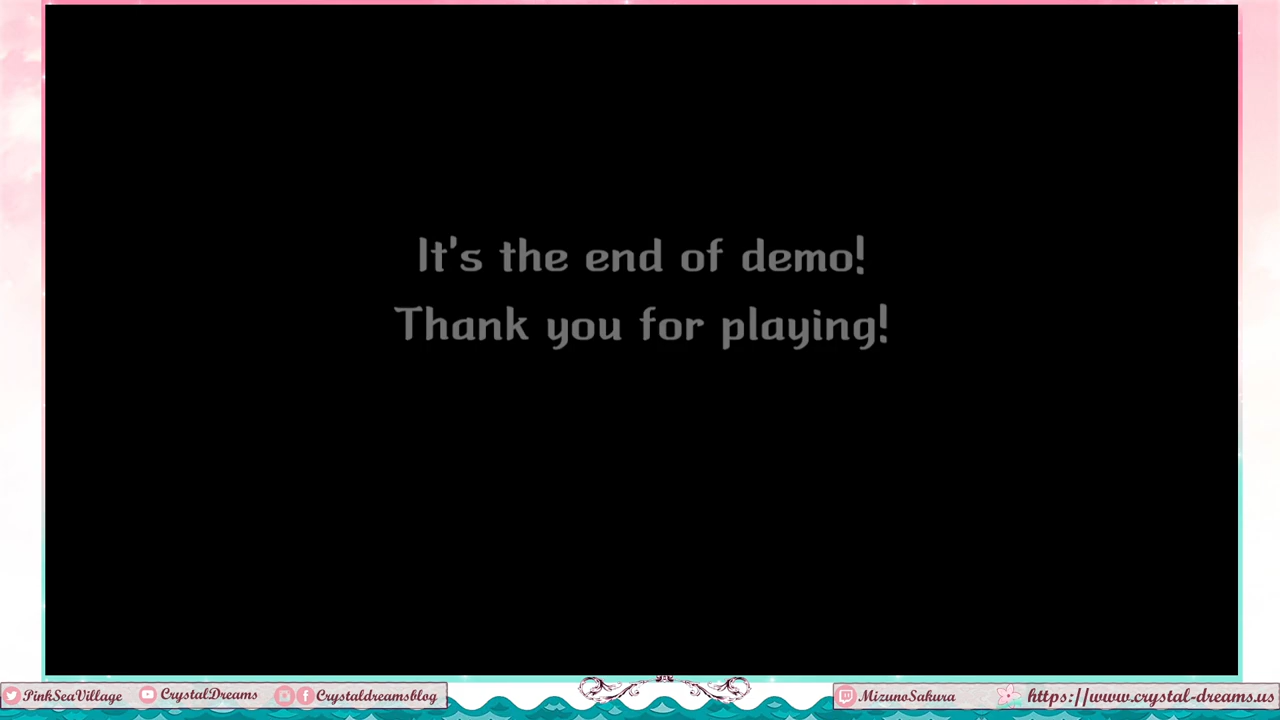 It's the end of demo!
Thank you for playing!
PinkSeaVillage CrystalDreams Crystaldreamsblog MizunoSakura https://www.crystal-dreams.us